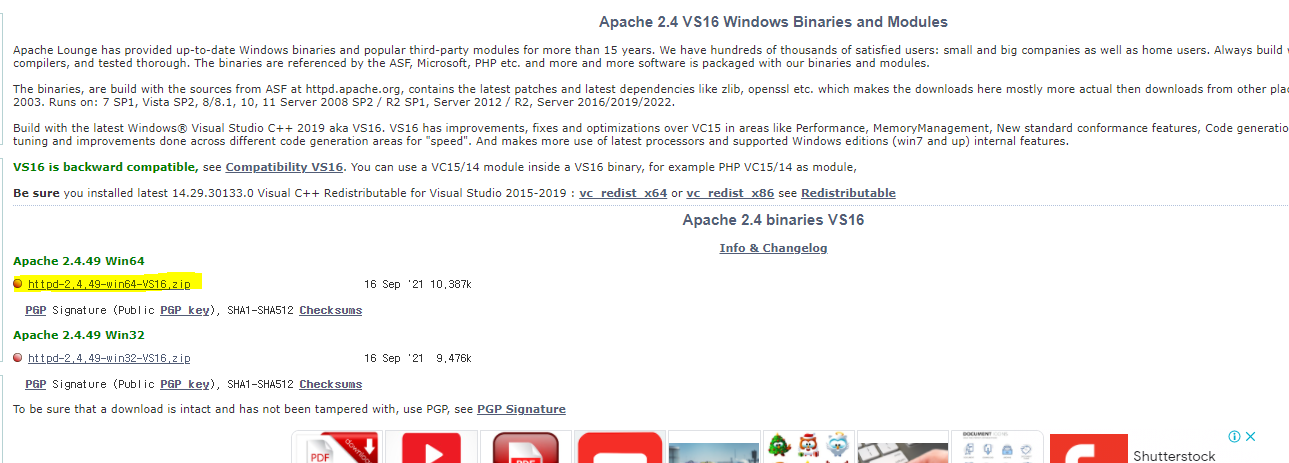 Apache 2.4 VS16 Windows Binaries and Modules
Apache Lounge has provided up-to-date Windows binaries and popular third-party modules for more than 15 years. We have hundreds of thousands of satisfied users: small and big companies as well as home users. Always build
compilers, and tested thorough. The binaries are referenced by the ASF, Microsoft, PHP etc. and more and more software is packaged with our binaries and modules.
The binaries, are build with the sources from ASF at httpd.apache.org, contains the latest patches and latest dependencies like zlib, openssl etc. which makes the downloads here mostly more actual then downloads from other
2003. Runs on: 7 SP1, Vista SP2, 8/8.1, 10, 11 Server 2008 SP2 / R2 SP1, Server 2012 / R2, Server 2016/2019/2022.
Build with the latest Windows® Visual Studio C++ 2019 aka VS16. VS16 has improvements, fixes and optimizations over VC15 in areas like Performance, MemoryManagement, New standard conformance features, Code generatio
tuning and improvements done across different code generation areas for "speed". And makes more use of latest processors and supported Windows editions (win7 and up) internal features.
VS16 is backward compatible, see Compatibility VS16. You can use a VC15/14 module inside a VS16 binary, for example PHP VC15/14 as module,
Be sure you installed latest 14.29.30133.0 Visual C++ Redistributable for Visual Studio 2015-2019 : vc_redist_x64 or vc_redist_x86 see Redistributable
Apache 2.4 binaries VS16
Info & Changelog
Apache 2.4.49 Win64
httpd-2.4.49-win64-VS16.zip 16 Sep '21 10.387k
PGP Signature (Public PGP key), SHA1-SHA512 Checksums
Apache 2.4.49 Win32
httpd-2.4.49-win32-VS16.zip 16 Sep '21 9.476k
PGP Signature (Public PGP key), SHA1-SHA512 Checksums
To be sure that a download is intact and has not been tampered with, use PGP, see PGP Signature
PDF
download
DOCUMENT ICONS
Shutterstock